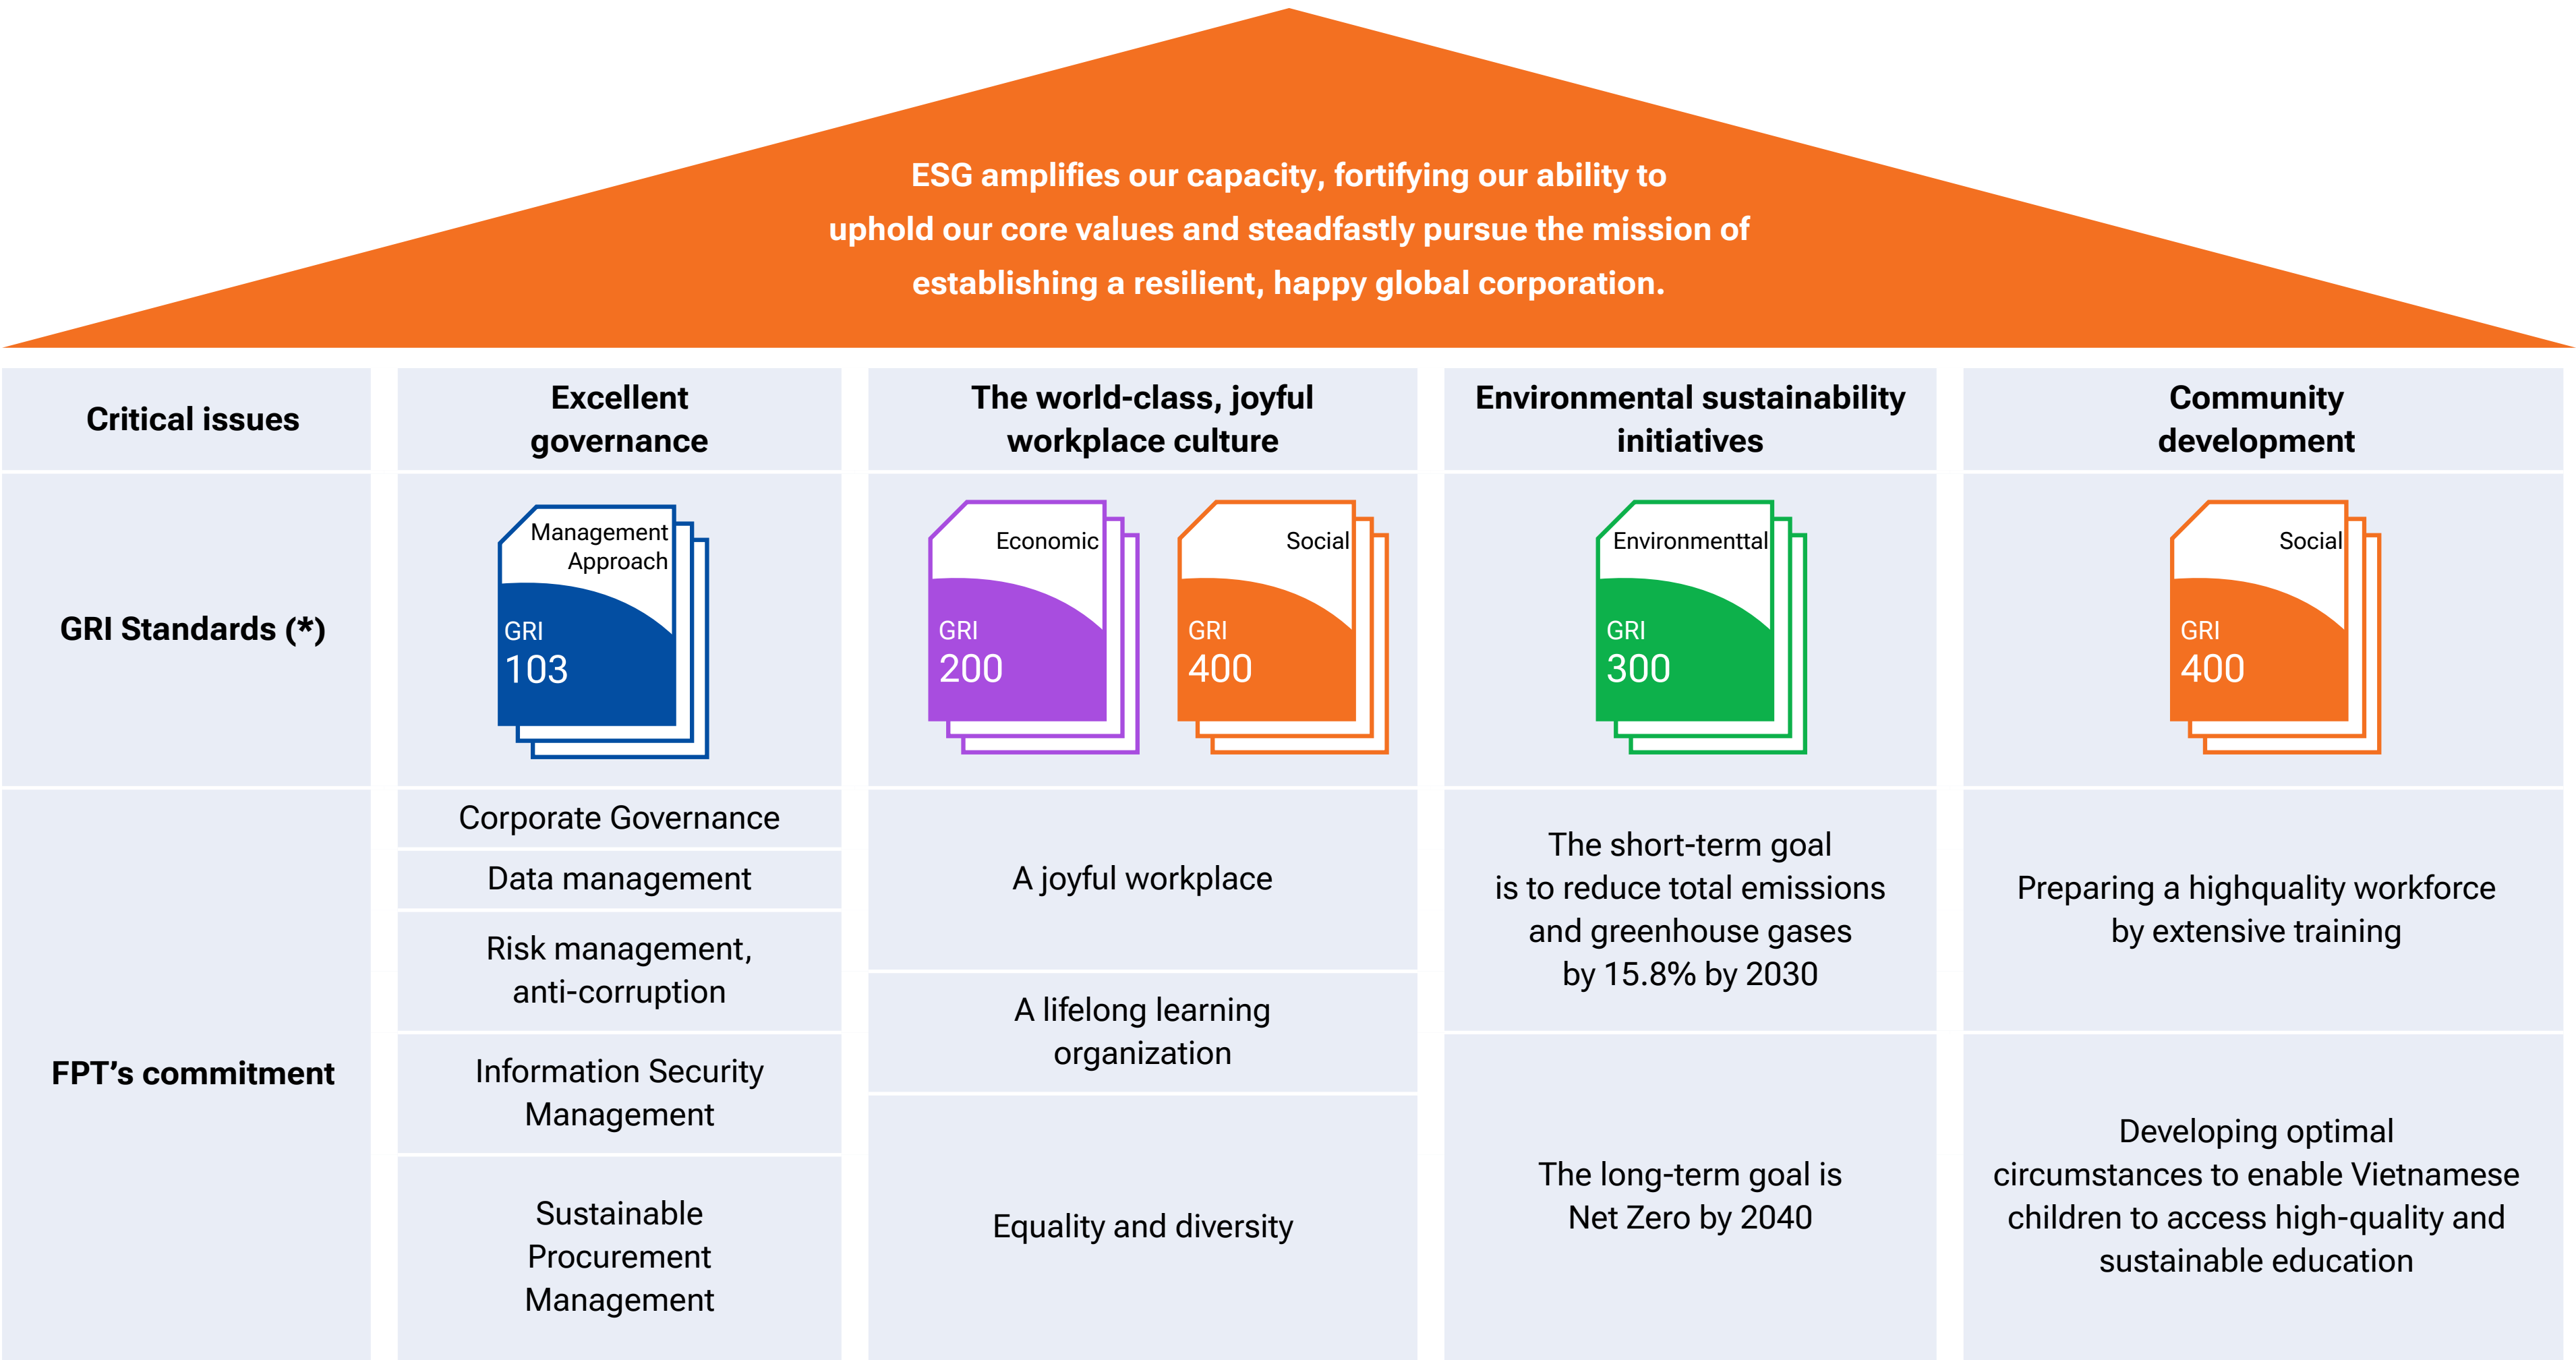 ESG amplifies our capacity, fortifying our ability to
uphold our core values and steadfastly pursue the mission of
establishing a resilient, happy global corporation.
Critical issues
Excellent
governance
The world-class, joyful
workplace culture
Environmental sustainability
initiatives
Community
development
GRI Standards (*)
Management
Approach
GRI
103
Economic
GRI
200
Social
GRI
400
Environmenttal
GRI
300
Social
GRI
400
FPT’s commitment
Corporate Governance
Data management
Risk management,
anti-corruption
Information Security
Management
Sustainable
Procurement
Management
A joyful workplace
A lifelong learning
organization
Equality and diversity
The short-term goal
is to reduce total emissions
and greenhouse gases
by 15.8% by 2030
The long-term goal is
Net Zero by 2040
Preparing a highquality workforce
by extensive training
Developing optimal
circumstances to enable Vietnamese
children to access high-quality and
sustainable education